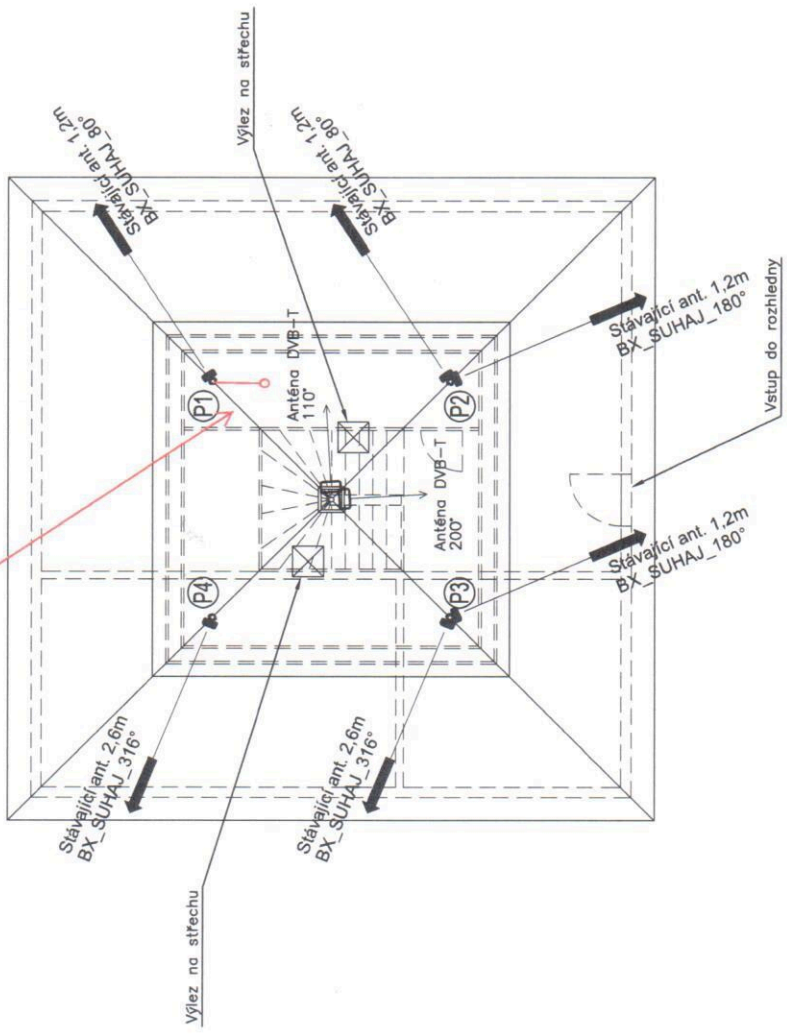 Výlez na střechu
Stávající ant. 1,2m
BX_SUHAJ_80°
Stávající ant. 1,2m
BX_SUHAJ_80°
P1
Anténa DVB-T
110°
P2
Stávající ant. 1,2m
BX_SUHAJ_180°
Anténa DVB-T
200°
P4
P3
Stávající ant. 1,2m
BX_SUHAJ_180°
Vstup do rozhledny
Stávající ant. 2,6m
BX_SUHAJ_316°
Stávající ant. 2,6m
BX_SUHAJ_316°
Výlez na střechu